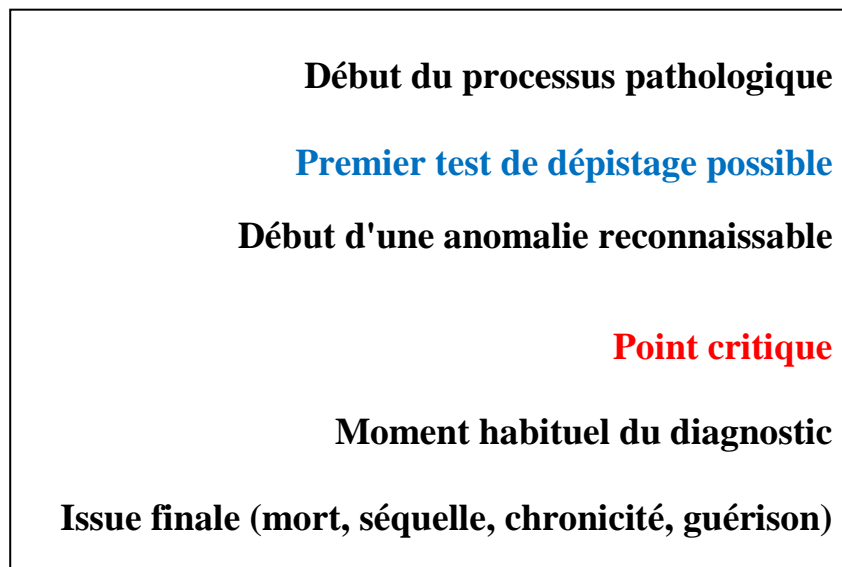 Début du processus pathologique
Premier test de dépistage possible
Début d'une anomalie reconnaissable
Point critique
Moment habituel du diagnostic
Issue finale (mort, séquelle, chronicité, guérison)